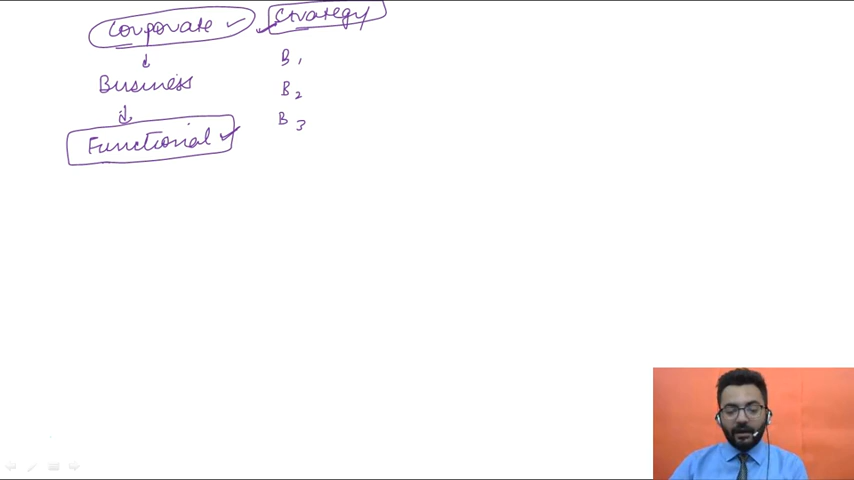 Corporate Strategy
Business
Functional
B1
B2
B3